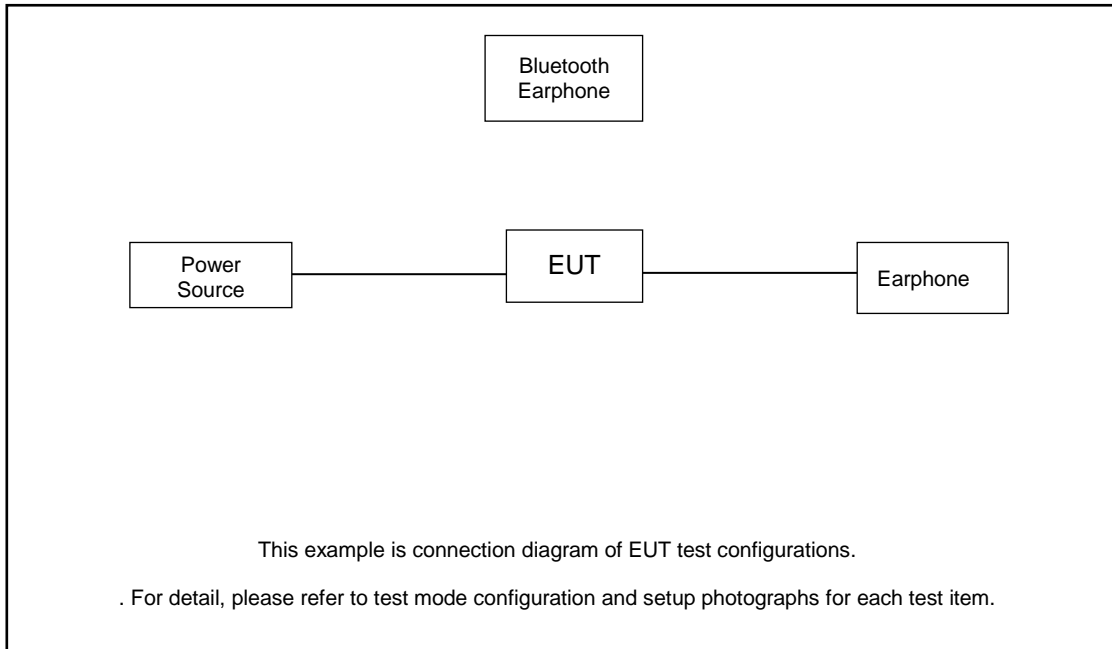 Bluetooth
Earphone
Power
Source
EUT
Earphone
This example is connection diagram of EUT test configurations.
. For detail, please refer to test mode configuration and setup photographs for each test item.